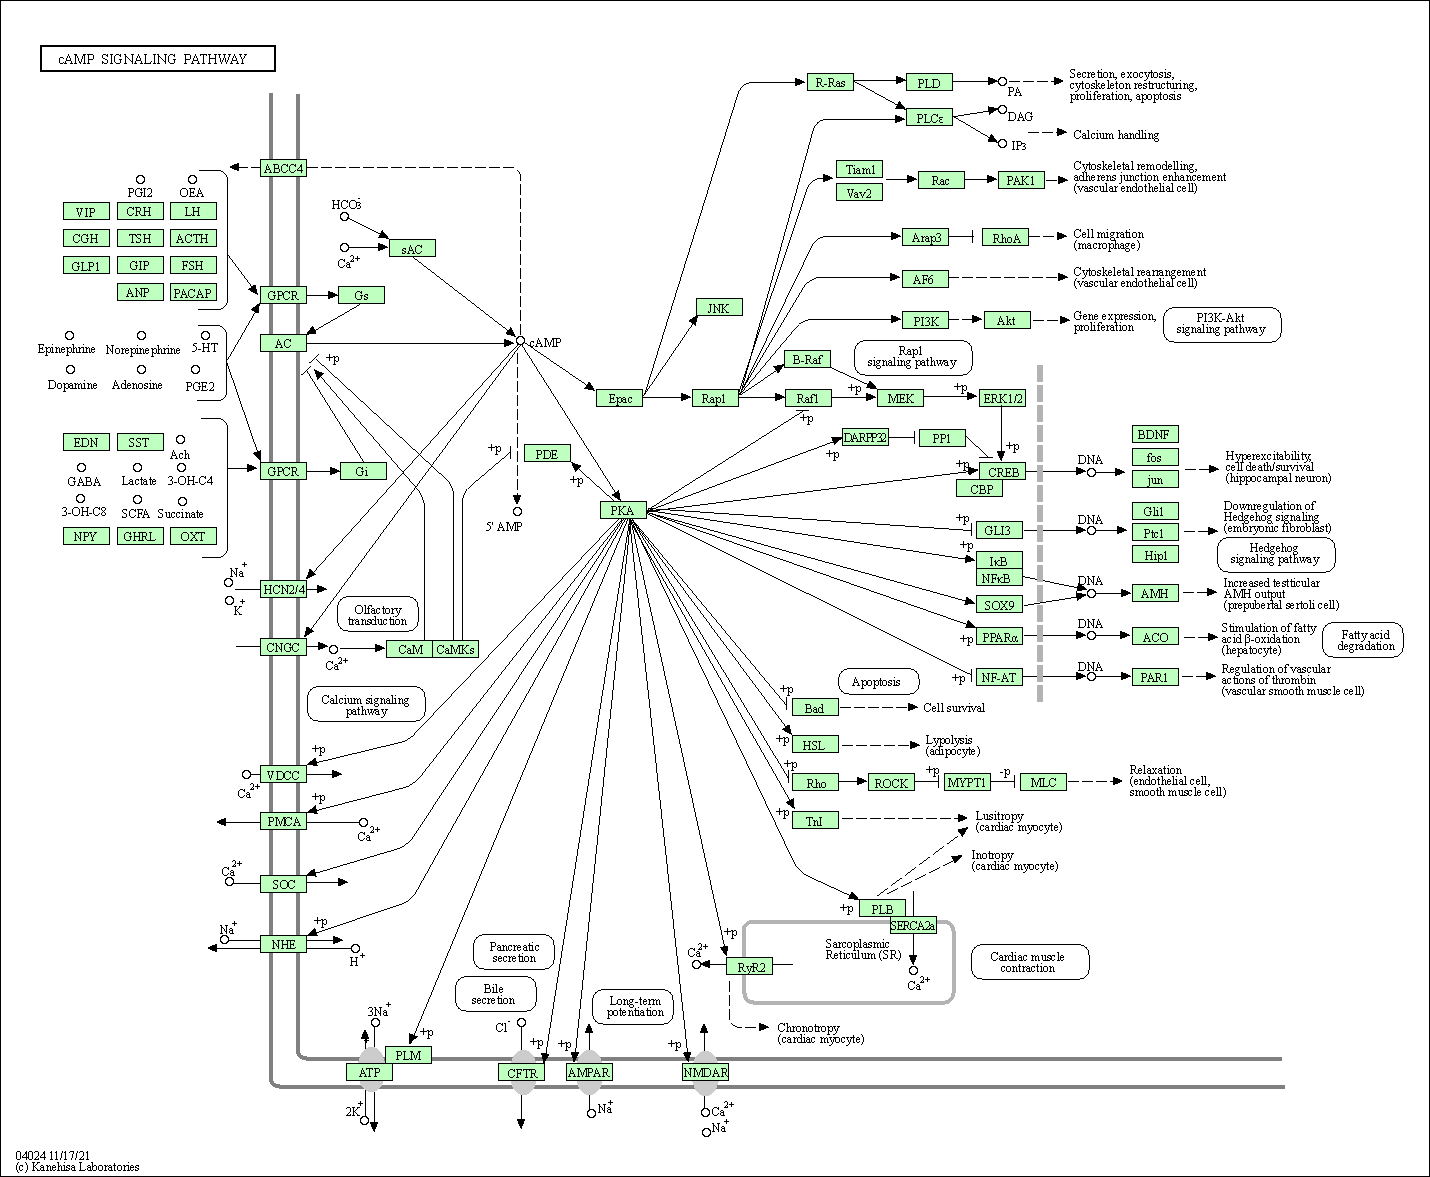 cAMP SIGNALING PATHWAY
R-Ras
PLD
PA
Secretion, exocytosis,
cytoskeleton restructuring,
proliferation, apoptosis
PLCε
DAG
IP3
Calcium handling
ABCC4
PGI2
OEA
VIP
CRH
LH
CGH
TSH
ACTH
GLP1
GIP
FSH
ANP
PACAP
HCO3-
Ca2+
sAC
Tiam1
Vav2
Rac
PAK1
Cytoskeletal remodelling,
adherens junction enhancement
(vascular endothelial cell)
Arap3
RhoA
Cell migration
(macrophage)
AF6
Cytoskeletal rearrangement
(vascular endothelial cell)
GPCR
Gs
JNK
PI3K
Akt
Gene expression,
proliferation
PI3K-Akt
signaling pathway
Epinephrine
Norepinephrine
5-HT
Dopamine
Adenosine
PGE2
AC
+p
cAMP
B-Raf
Rap1
signaling pathway
Epac
Rap1
Raf1
+p
MEK
+p
ERK1/2
+p
EDN
SST
Ach
GABA
Lactate
3-OH-C4
3-OH-C8
SCFA
Succinate
NPY
GHRL
OXT
GPCR
Gi
+p
PDE
+p
5' AMP
PKA
DARPP32
+p
PP1
+p
+p
CREB
CBP
DNA
BDNF
fos
jun
Hyperexcitability,
cell death/survival
(hippocampal neuron)
+p
GLI3
DNA
Gli1
Ptc1
Hip1
Downregulation of
Hedgehog signaling
(embryonic fibroblast)
Hedgehog
signaling pathway
+p
IκB
NFκB
SOX9
DNA
AMH
Increased testticular
AMH output
(prepubertal sertoli cell)
+p
PPARα
DNA
ACO
Stimulation of fatty
acid β-oxidation
(hepatocyte)
Fatty acid
degradation
+p
NF-AT
DNA
PAR1
Regulation of vascular
actions of thrombin
(vascular smooth muscle cell)
Na+
K+
HCN2/4
Olfactory
transduction
CNGC
Ca2+
CaM
CaMKs
Calcium signaling
pathway
Apoptosis
+p
Bad
Cell survival
+p
HSL
Lypolysis
(adipocyte)
+p
Rho
ROCK
+p
MYPT1
-p
MLC
Relaxation
(endothelial cell,
smooth muscle cell)
+p
TnI
Lusitropy
(cardiac myocyte)
Inotropy
(cardiac myocyte)
+p
VDCC
Ca2+
+p
PMCA
Ca2+
Ca2+
SOC
+p
Na+
NHE
H+
+p
PLB
SERCA2a
Sarcoplasmic
Reticulum (SR)
Ca2+
Ca2+
+p
RyR2
Cardiac muscle
contraction
Chronotropy
(cardiac myocyte)
Pancreatic
secretion
Bile
secretion
Long-term
potentiation
3Na+
+p
PLM
ATP
2K+
Cl-
+p
CFTR
+p
AMPAR
Na+
+p
NMDAR
Ca2+
Na+
04024 11/17/21
(c) Kanehisa Laboratories